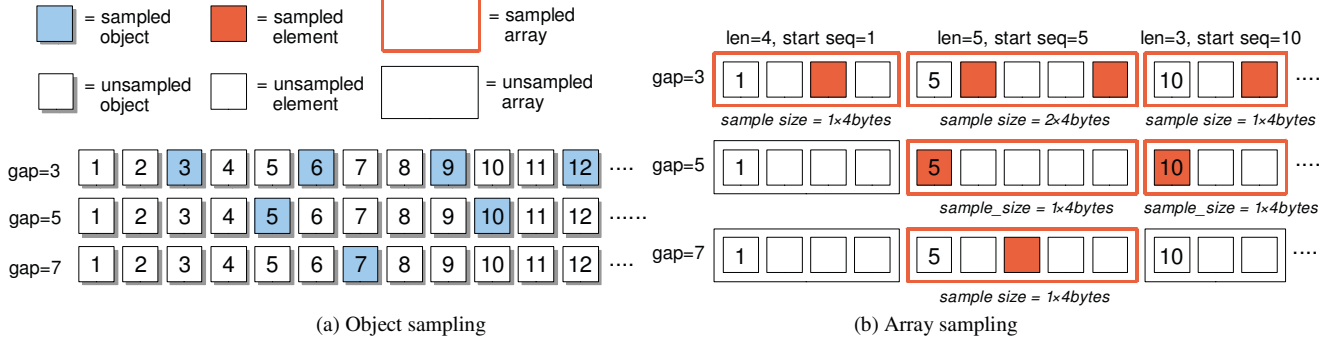 = sampled object
= sampled element
= sampled array
= unsampled object
= unsampled element
= unsampled array
gap=3 1 2 3 4 5 6 7 8 9 10 11 12 ....
gap=5 1 2 3 4 5 6 7 8 9 10 11 12 ......
gap=7 1 2 3 4 5 6 7 8 9 10 11 12 ....
(a) Object sampling
len=4, start seq=1 len=5, start seq=5 len=3, start seq=10
gap=3 1 5 10 ....
sample size = 1×4bytes sample size = 2×4bytes sample size = 1×4bytes
gap=5 1 5 10 ....
sample_size = 1×4bytes sample_size = 1×4bytes
gap=7 1 5 10 ....
sample size = 1×4bytes
(b) Array sampling